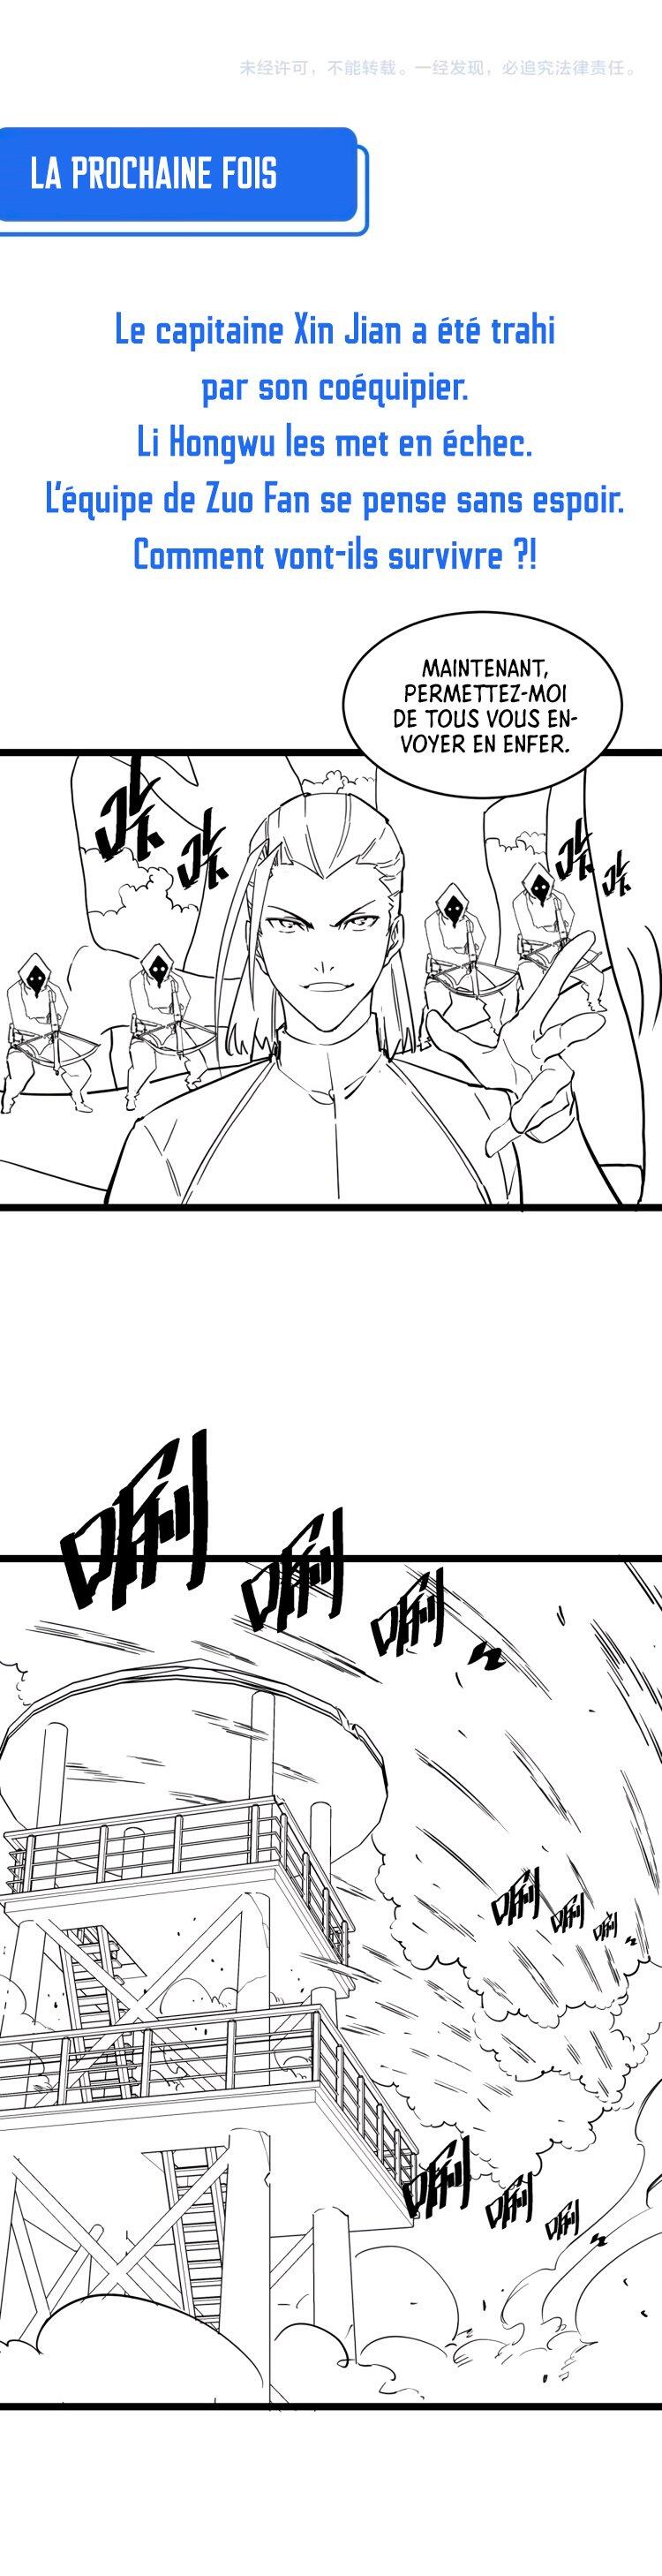 未经许可，不能转载。一经发现，必追究法律责任。
LA PROCHAINE FOIS
Le capitaine Xin Jian a été trahi
par son coéquipier.
Li Hongwu les met en échec.
L'équipe de Zuo Fan se pense sans espoir.
Comment vont-ils survivre ?!
MAINTENANT,
PERMETTEZ-MOI
DE TOUS VOUS EN-
VOYER EN ENFER.
唰
唰
唰
唰
唰
唰
唰
唰
唰